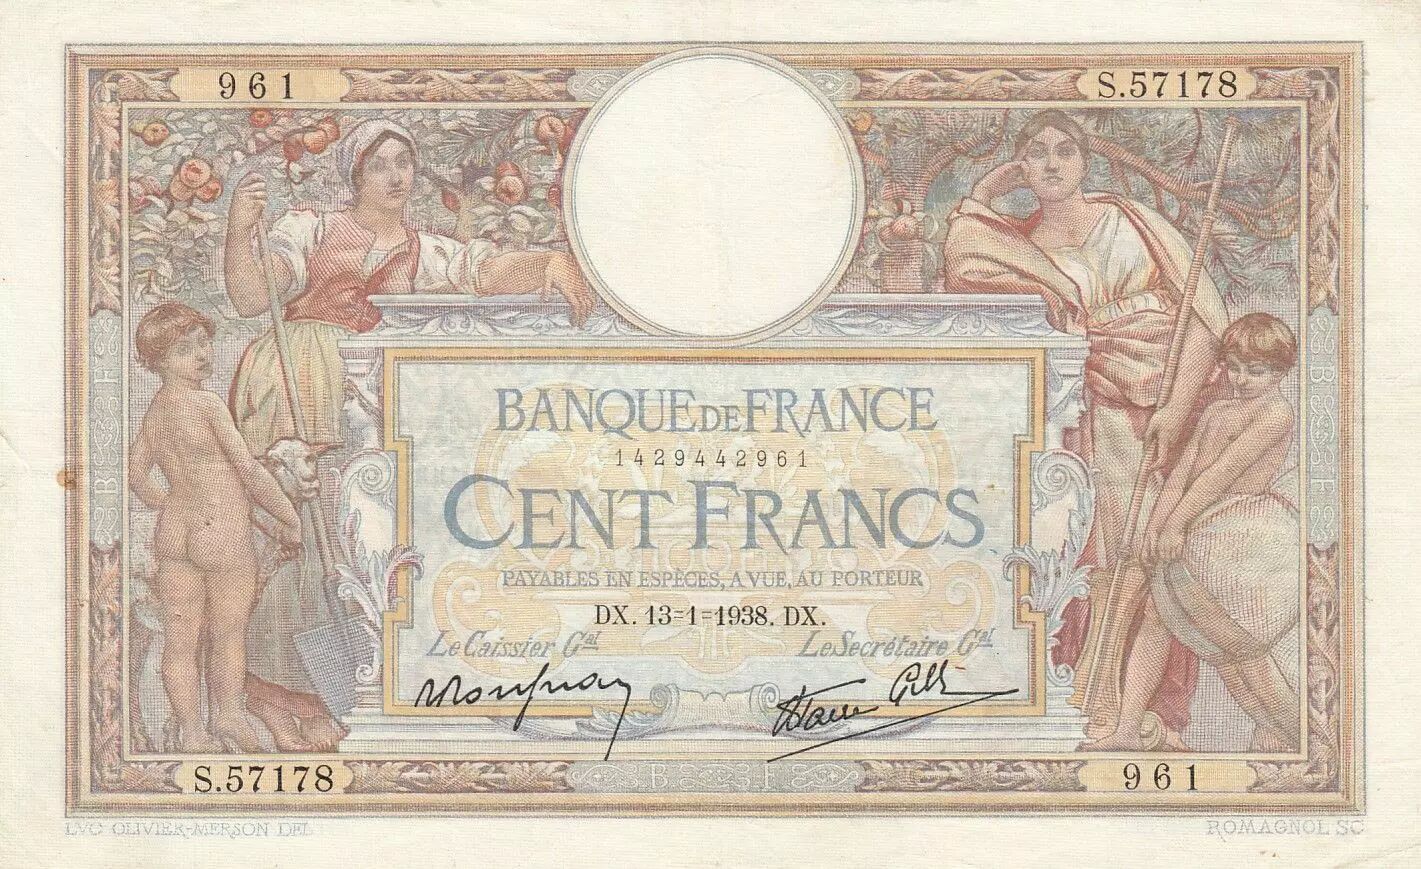 961
S.57178
BANQUE DE FRANCE
1429442961
CENT FRANCS
PAYABLES EN ESPÈCES, A VUE, AU PORTEUR
DX. 13=1=1938. DX.
Le Caissier Gal
Le Secrétaire Gal
S.57178
961
B F
B F
B F
LVC OLIVIER-MERSON DEL
ROMAGNOL SC